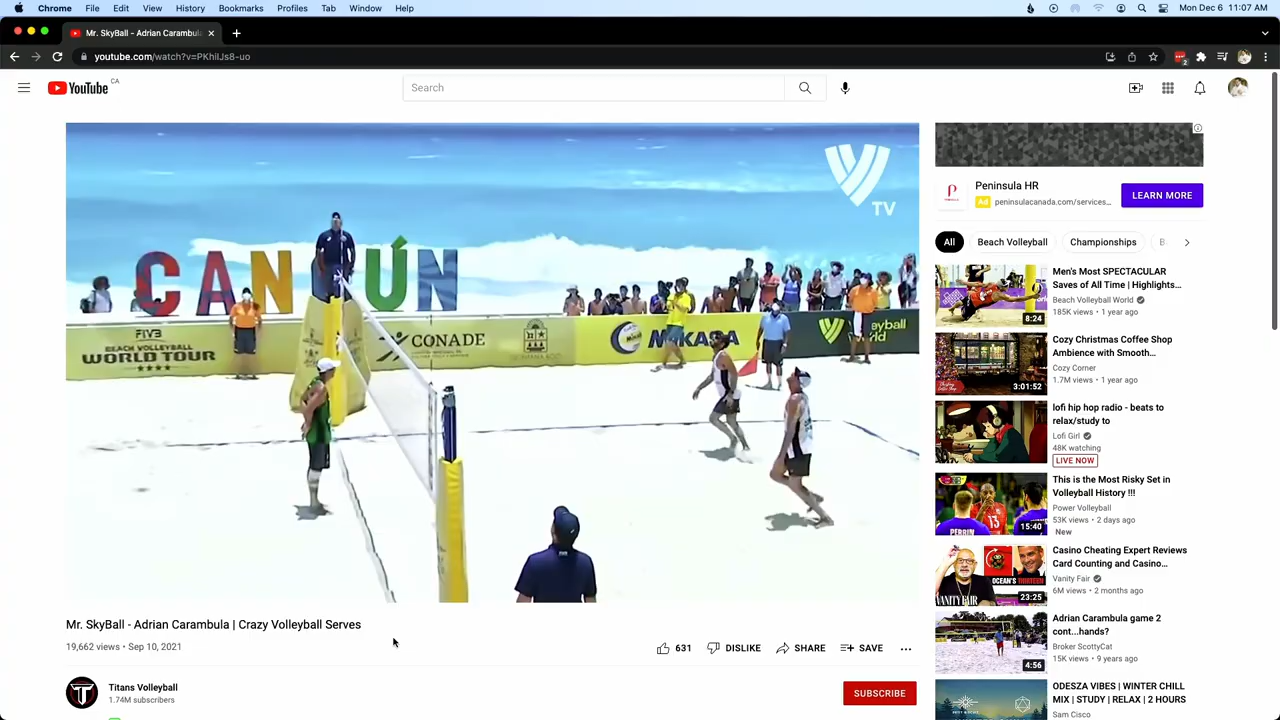 Chrome File Edit View History Bookmarks Profiles Tab Window Help Mon Dec 6 11:07 AM
Mr. SkyBall - Adrian Carambula
youtube.com/watch?v=PKhiIJs8-uo
YouTube CA
Search
TV
CANCÚN
FIVB
BEACH VOLLEYBALL
WORLD TOUR
★★★★
CONADE
MIKASA
Mr. SkyBall - Adrian Carambula | Crazy Volleyball Serves
19,662 views • Sep 10, 2021
631 DISLIKE SHARE SAVE
Titans Volleyball
1.74M subscribers
SUBSCRIBE
Peninsula HR
Ad peninsulacanada.com/services...
LEARN MORE
All Beach Volleyball Championships B
Men's Most SPECTACULAR
Saves of All Time | Highlights...
Beach Volleyball World
185K views • 1 year ago
8:24
Cozy Christmas Coffee Shop
Ambience with Smooth...
Cozy Corner
1.7M views • 1 year ago
3:01:52
lofi hip hop radio - beats to
relax/study to
Lofi Girl
48K watching
LIVE NOW
This is the Most Risky Set in
Volleyball History !!!
Power Volleyball
53K views • 2 days ago
New
PERRIN
13
15:40
Casino Cheating Expert Reviews
Card Counting and Casino...
Vanity Fair
6M views • 2 months ago
OCEAN'S THIRTEEN
VANITY FAIR
23:25
Adrian Carambula game 2
cont...hands?
Broker ScottyCat
15K views • 9 years ago
4:56
ODESZA VIBES | WINTER CHILL
MIX | STUDY | RELAX | 2 HOURS
Sam Cisco